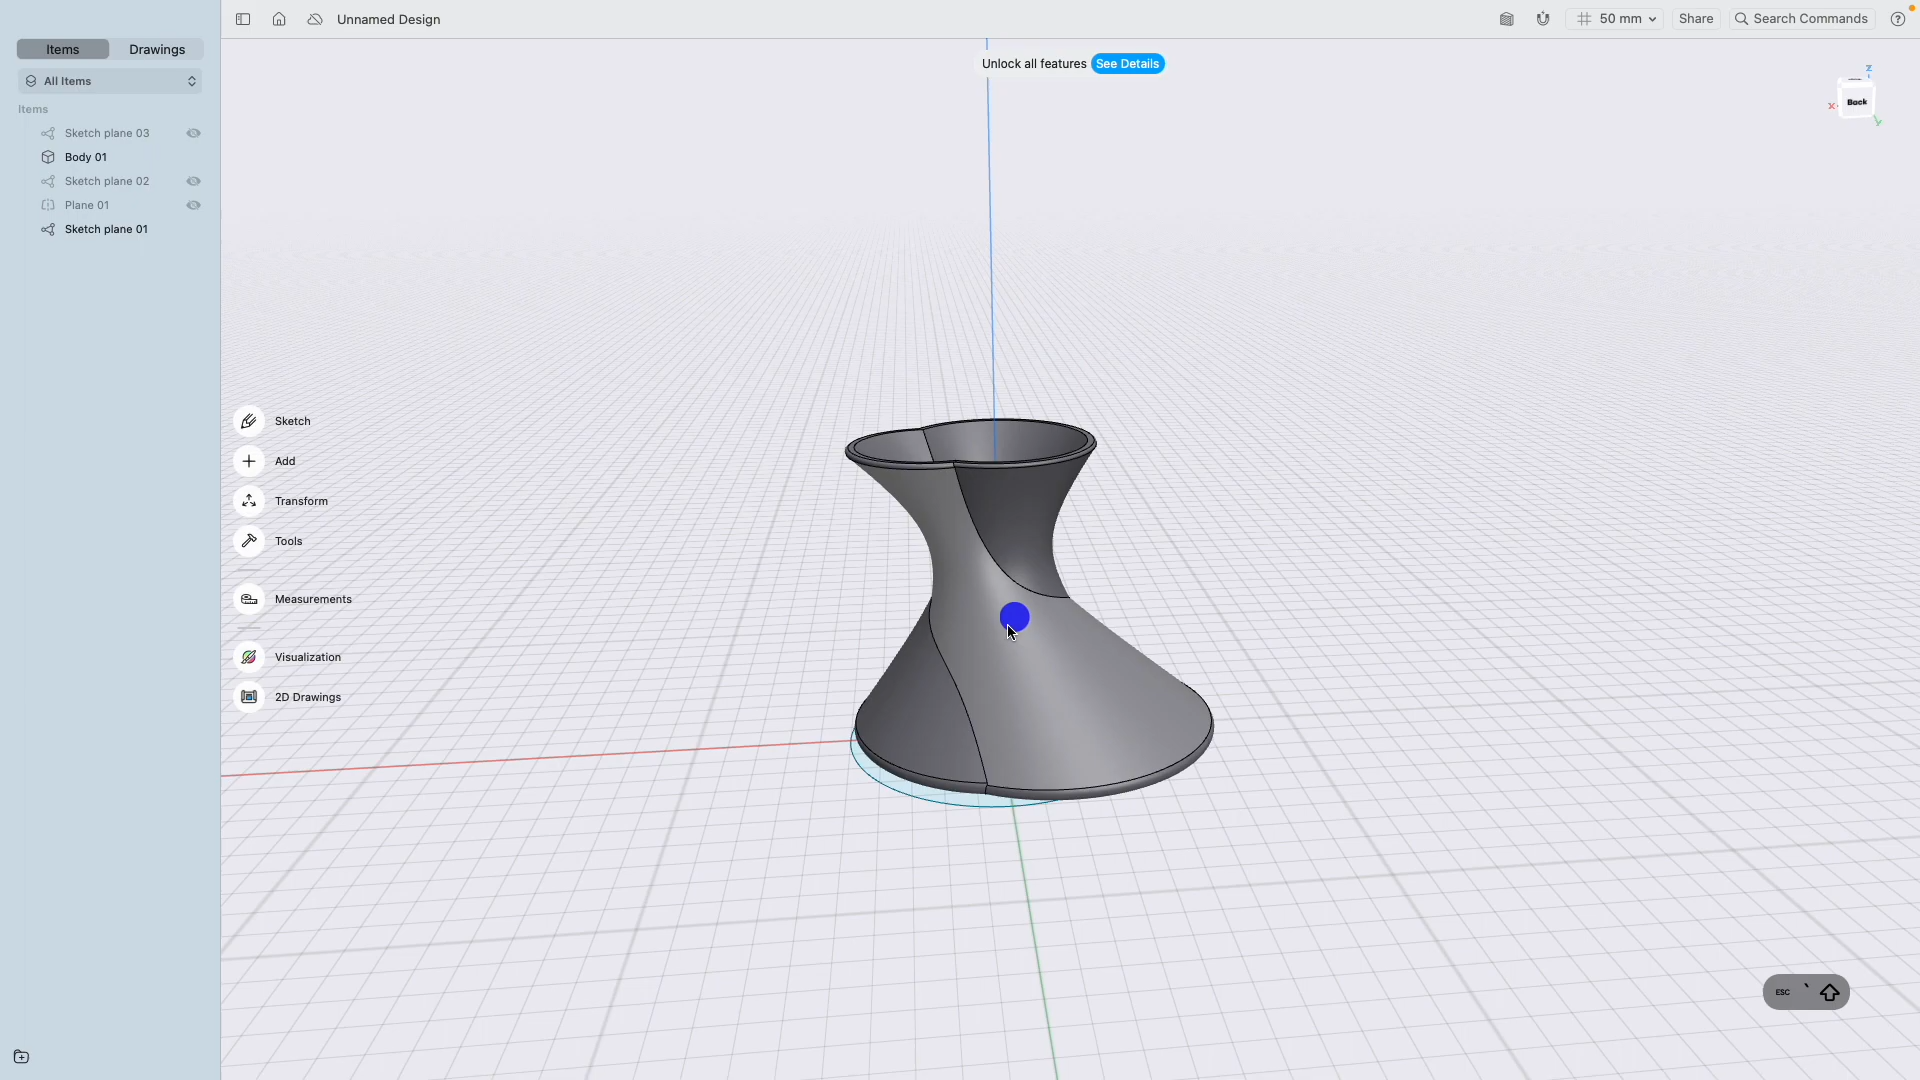 Unnamed Design
50 mm
Share
Search Commands
Items
Drawings
Unlock all features
See Details
All Items
Items
Sketch plane 03
Body 01
Sketch plane 02
Plane 01
Sketch plane 01
Z
X
Back
Y
Sketch
Add
Transform
Tools
Measurements
Visualization
2D Drawings
ESC `